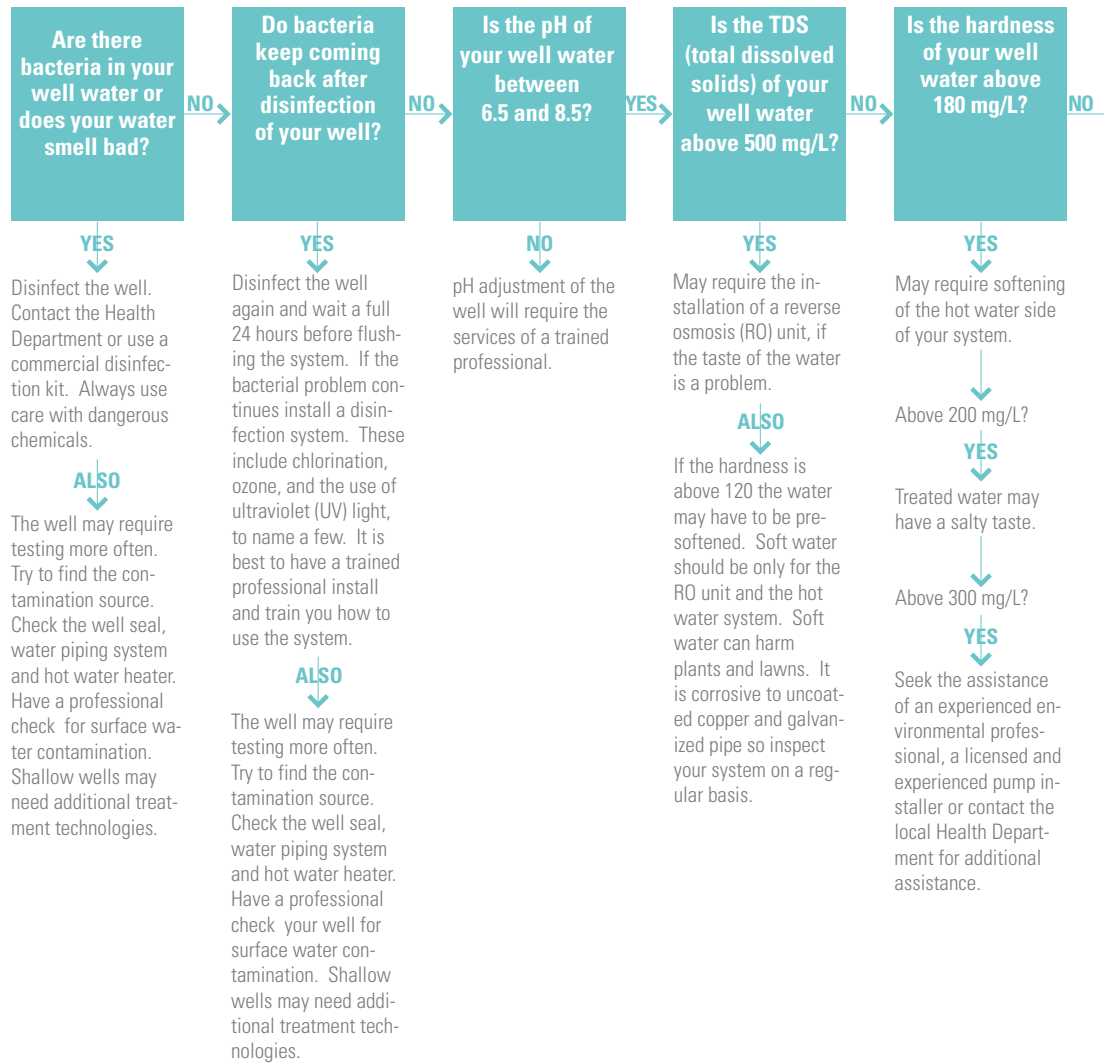 Are there
bacteria in your
well water or
does your water
smell bad?
NO
YES
Disinfect the well.
Contact the Health
Department or use a
commercial disinfec-
tion kit.  Always use
care with dangerous
chemicals.
ALSO
The well may require
testing more often.
Try to find the con-
tamination source.
Check the well seal,
water piping system
and hot water heater.
Have a professional
check  for surface wa-
ter contamination.
Shallow wells may
need additional treat-
ment technologies.
Do bacteria
keep coming
back after
disinfection
of your well?
NO
YES
Disinfect the well
again and wait a full
24 hours before flush-
ing the system.  If the
bacterial problem con-
tinues install a disin-
fection system.  These
include chlorination,
ozone, and the use of
ultraviolet (UV) light,
to name a few.  It is
best to have a trained
professional install
and train you how to
use the system.
ALSO
The well may require
testing more often.
Try to find the con-
tamination source.
Check the well seal,
water piping system
and hot water heater.
Have a professional
check  your well for
surface water con-
tamination.  Shallow
wells may need addi-
tional treatment tech-
nologies.
Is the pH of
your well water
between
6.5 and 8.5?
YES
NO
pH adjustment of the
well will require the
services of a trained
professional.
Is the TDS
(total dissolved
solids) of your
well water
above 500 mg/L?
NO
YES
May require the in-
stallation of a reverse
osmosis (RO) unit, if
the taste of the water
is a problem.
ALSO
If the hardness is
above 120 the water
may have to be pre-
softened.  Soft water
should be only for the
RO unit and the hot
water system.  Soft
water can harm
plants and lawns.  It
is corrosive to uncoat-
ed copper and galvan-
ized pipe so inspect
your system on a reg-
ular basis.
Is the hardness
of your well
water above
180 mg/L?
NO
YES
May require softening
of the hot water side
of your system.
Above 200 mg/L?
YES
Treated water may
have a salty taste.
Above 300 mg/L?
YES
Seek the assistance
of an experienced en-
vironmental profes-
sional, a licensed and
experienced pump in-
staller or contact the
local Health Depart-
ment for additional
assistance.